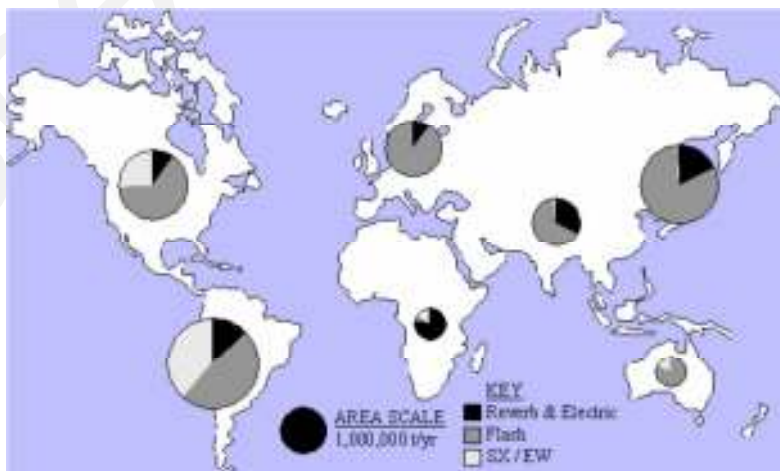 KEY
Reverb & Electric
Flash
SX / EW
AREA SCALE
1,000,000 t/yr